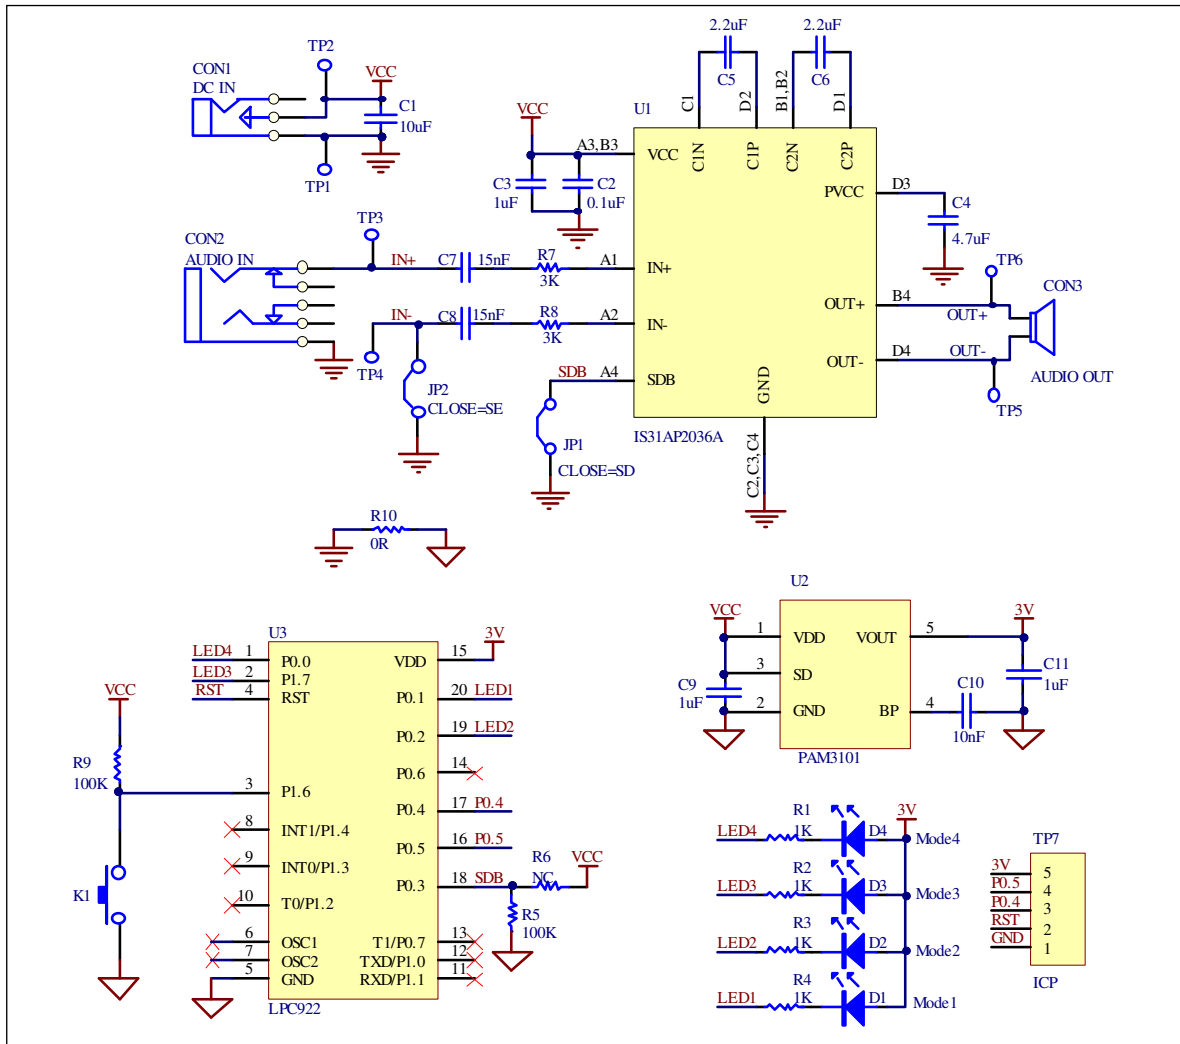 2.2uF
2.2uF
C5
C6
C1
D2
B1,B2
D1
TP2
CON1
DC IN
VCC
C1
10uF
TP1
U1
VCC
A3,B3
VCC
C1N
C1P
C2N
C2P
C3
1uF
C2
0.1uF
PVCC
D3
C4
4.7uF
TP3
CON2
AUDIO IN
IN+
C7
15nF
R7
3K
A1
IN+
IN-
C8
15nF
R8
3K
A2
IN-
TP4
JP2
CLOSE=SE
SDB
A4
SDB
JP1
CLOSE=SD
GND
C2,C3,C4
IS31AP2036A
TP6
CON3
OUT+
B4
OUT+
OUT-
D4
OUT-
AUDIO OUT
TP5
R10
0R
U2
VCC
1
VDD
VOUT
5
3V
3
SD
C9
1uF
2
GND
BP
4
C10
10nF
C11
1uF
PAM3101
U3
LED4
1
P0.0
VDD
15
3V
LED3
2
P1.7
RST
4
RST
P0.1
20
LED1
P0.2
19
LED2
P0.6
14
VCC
R9
100K
3
P1.6
P0.4
17
P0.4
8
INT1/P1.4
P0.5
16
P0.5
9
INT0/P1.3
P0.3
18
SDB
R6
NC
VCC
R5
100K
10
T0/P1.2
K1
6
OSC1
T1/P0.7
13
7
OSC2
TXD/P1.0
12
5
GND
RXD/P1.1
11
LPC922
R1
3V
LED4
1K
D4
Mode4
R2
LED3
1K
D3
Mode3
R3
LED2
1K
D2
Mode2
R4
LED1
1K
D1
Mode1
TP7
3V
5
P0.5
4
P0.4
3
RST
2
GND
1
ICP